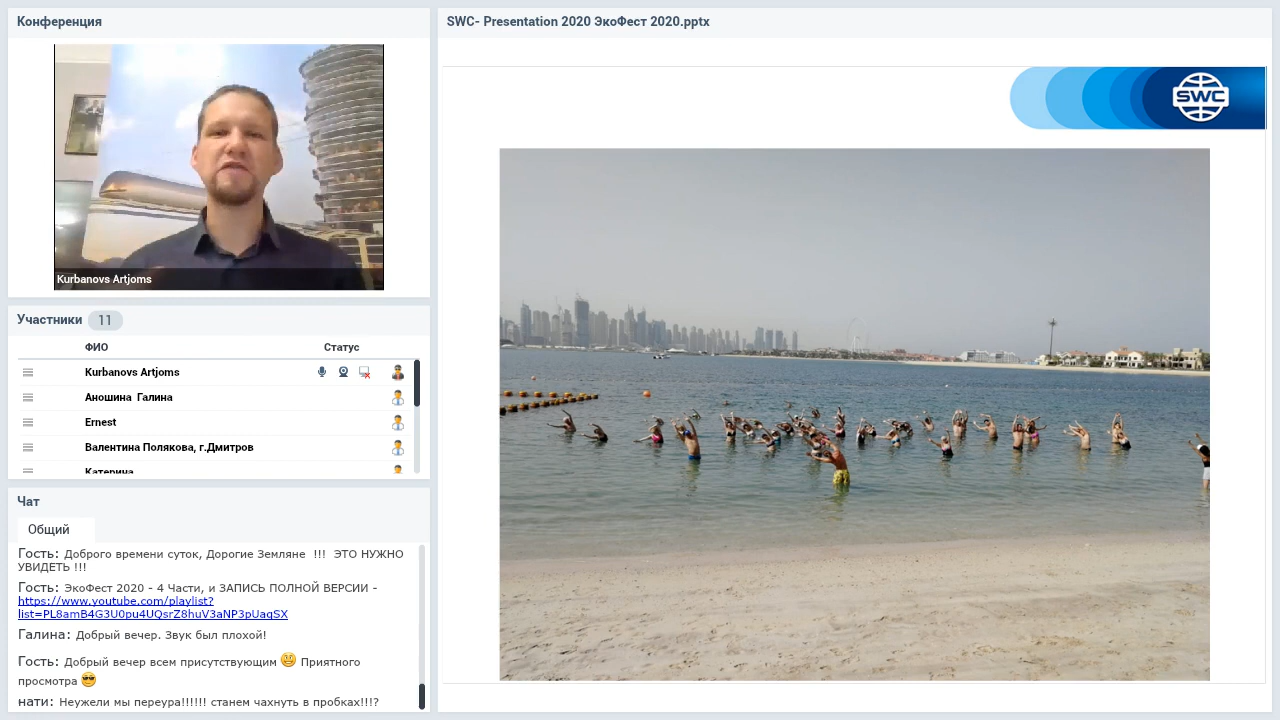 Конференция
Kurbanovs Artjoms
Участники 11
ФИО Статус
Kurbanovs Artjoms
Аношина Галина
Ernest
Валентина Полякова, г.Дмитров
Катерина
Чат
Общий
Гость: Доброго времени суток, Дорогие Земляне !!! ЭТО НУЖНО
УВИДЕТЬ !!!
Гость: ЭкоФест 2020 - 4 Части, и ЗАПИСЬ ПОЛНОЙ ВЕРСИИ -
https://www.youtube.com/playlist?
list=PL8amB4G3U0pu4UQsrZ8huV3aNP3pUaqSX
Галина: Добрый вечер. Звук был плохой!
Гость: Добрый вечер всем присутствующим Приятного
просмотра
нати: Неужели мы переура!!!!!! станем чахнуть в пробках!!!?
SWC- Presentation 2020 ЭкоФест 2020.pptx
SWC